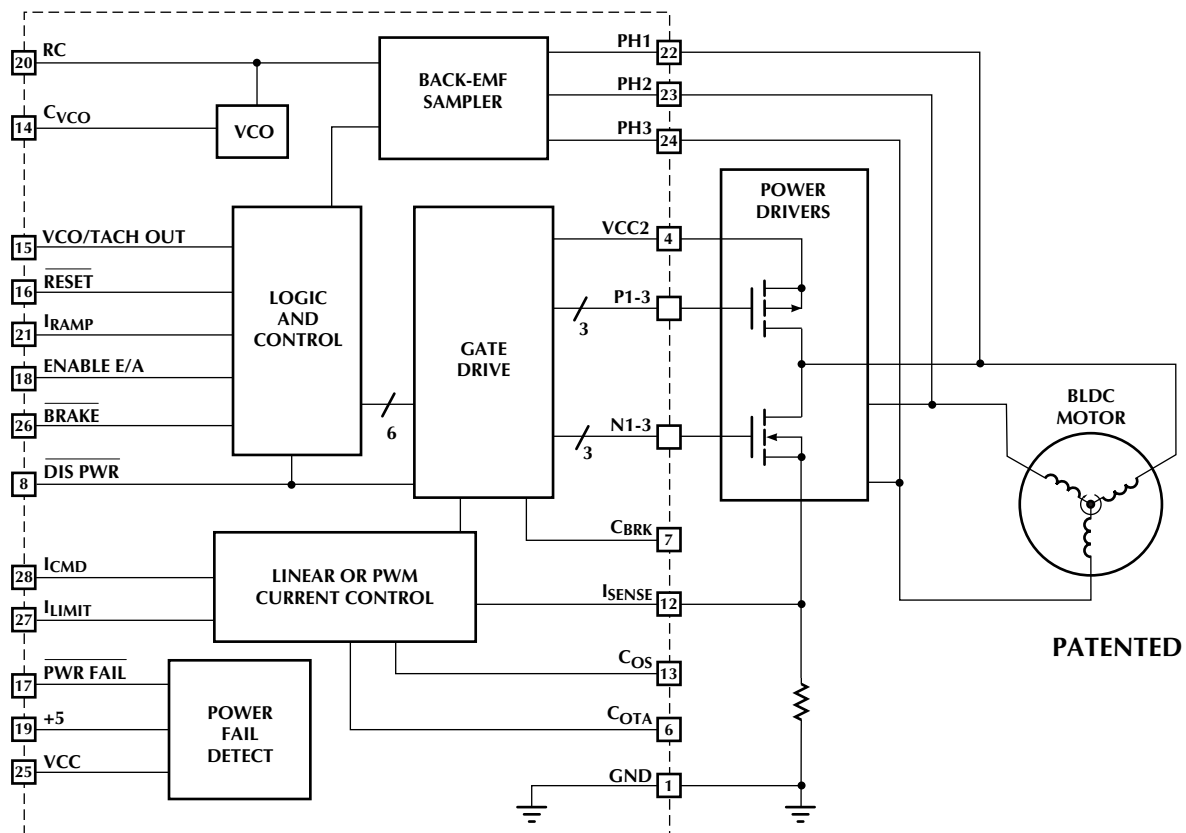 20 RC
14 CVCO
VCO
BACK-EMF
SAMPLER
PH1 22
PH2 23
PH3 24
15 VCO/TACH OUT
16 RESET
21 IRAMP
18 ENABLE E/A
26 BRAKE
8 DIS PWR
LOGIC
AND
CONTROL
6
GATE
DRIVE
VCC2 4
P1-3
3
N1-3
3
CBRK 7
POWER
DRIVERS
BLDC
MOTOR
28 ICMD
27 ILIMIT
LINEAR OR PWM
CURRENT CONTROL
ISENSE 12
COS 13
COTA 6
GND 1
17 PWR FAIL
19 +5
25 VCC
POWER
FAIL
DETECT
PATENTED